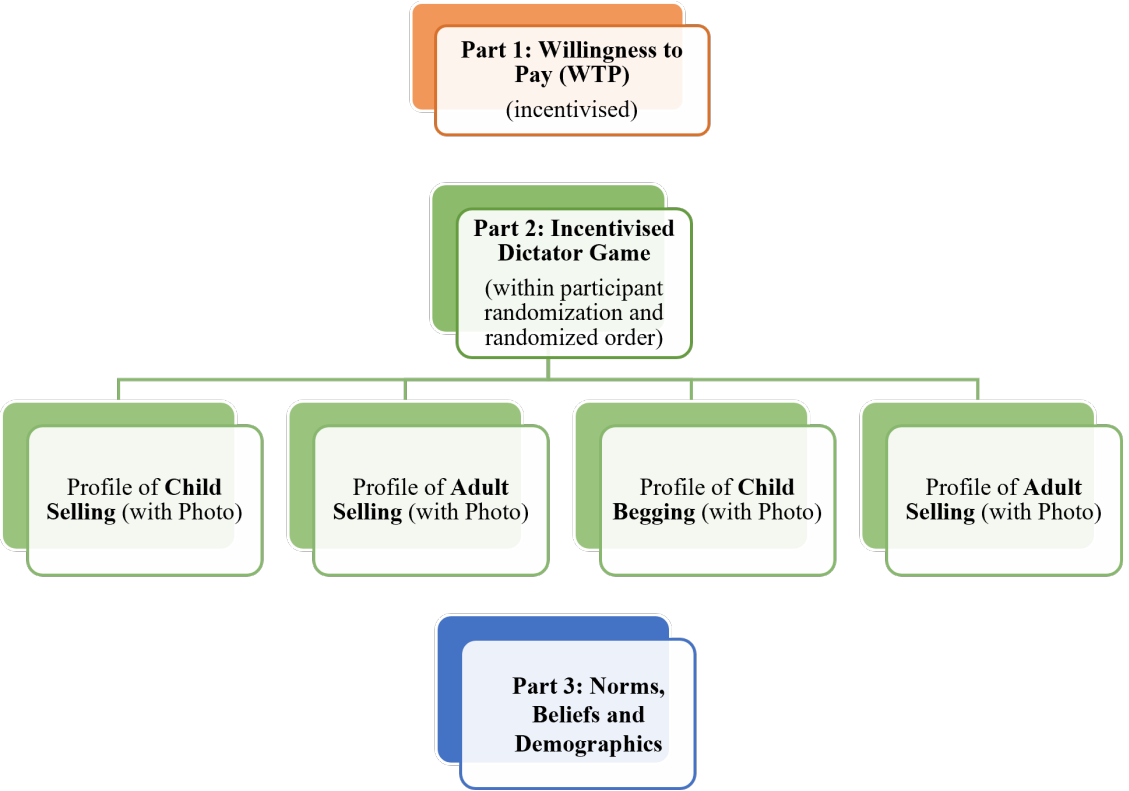 Part 1: Willingness to
Pay (WTP)
(incentivised)
Part 2: Incentivised
Dictator Game
(within participant
randomization and
randomized order)
Profile of Child
Selling (with Photo)
Profile of Adult
Selling (with Photo)
Profile of Child
Begging (with Photo)
Profile of Adult
Selling (with Photo)
Part 3: Norms,
Beliefs and
Demographics